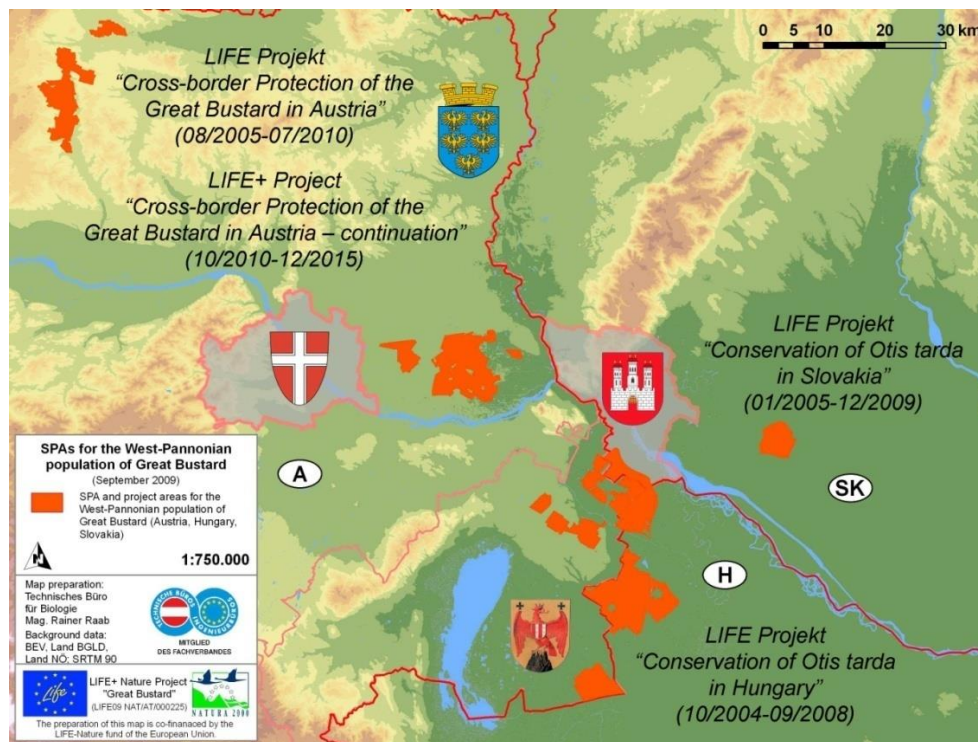 0 5 10 20 30 km
LIFE Projekt
“Cross-border Protection of the
Great Bustard in Austria”
(08/2005-07/2010)
LIFE+ Project
“Cross-border Protection of the
Great Bustard in Austria – continuation”
(10/2010-12/2015)
LIFE Projekt
“Conservation of Otis tarda
in Slovakia”
(01/2005-12/2009)
A
SK
H
LIFE Projekt
“Conservation of Otis tarda
in Hungary”
(10/2004-09/2008)
SPAs for the West-Pannonian
population of Great Bustard
(September 2009)
SPA and project areas for the
West-Pannonian population of
Great Bustard (Austria, Hungary,
Slovakia)
1:750.000
Map preparation:
Technisches Büro
für Biologie
Mag. Rainer Raab
Background data:
BEV, Land BGLD,
Land NÖ; SRTM 90
TECHNISCHE BÜROS
INGENIEURBÜROS
MITGLIED
DES FACHVERBANDES
Life
LIFE+ Nature Project
"Great Bustard"
(LIFE09 NAT/AT/000225)
NATURA 2000
The preparation of this map is co-finanaced by the
LIFE-Nature fund of the European Union.